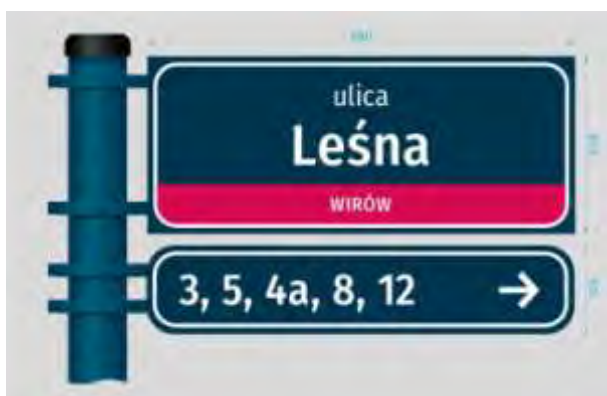 ulica
Leśna
WIRÓW
3, 5, 4a, 8, 12 →